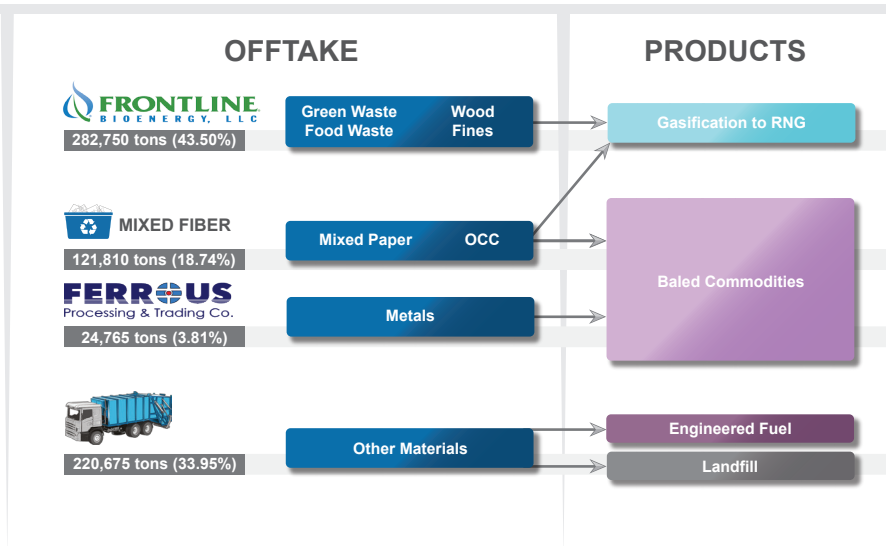 OFFTAKE
PRODUCTS
FRONTLINE
BIOENERGY, LLC
282,750 tons (43.50%)
Green Waste Wood
Food Waste Fines
Gasification to RNG
MIXED FIBER
121,810 tons (18.74%)
Mixed Paper OCC
Baled Commodities
FERROUS
Processing & Trading Co.
24,765 tons (3.81%)
Metals
220,675 tons (33.95%)
Other Materials
Engineered Fuel
Landfill